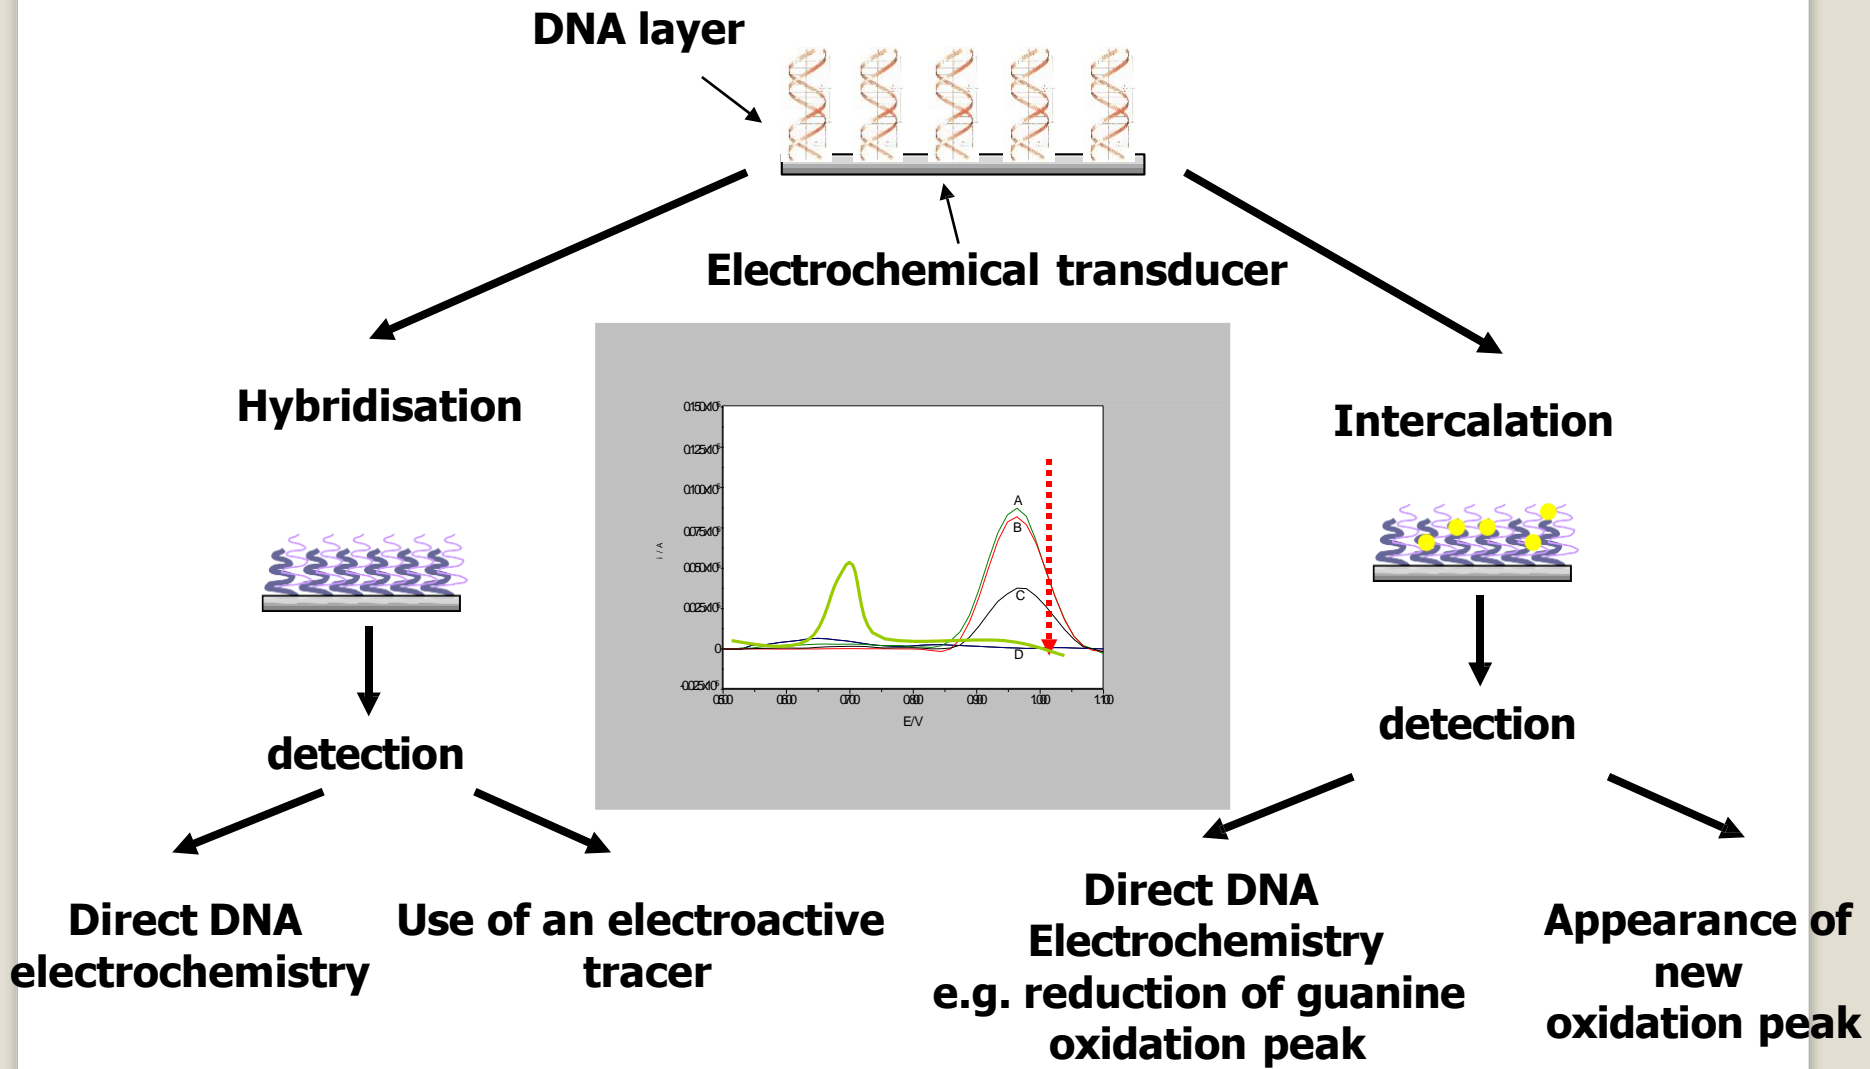 DNA layer
Electrochemical transducer
Hybridisation
Intercalation
A
B
C
D
0
i / A
E/V
detection
detection
Direct DNA
electrochemistry
Use of an electroactive
tracer
Direct DNA
Electrochemistry
e.g. reduction of guanine
oxidation peak
Appearance of
new
oxidation peak